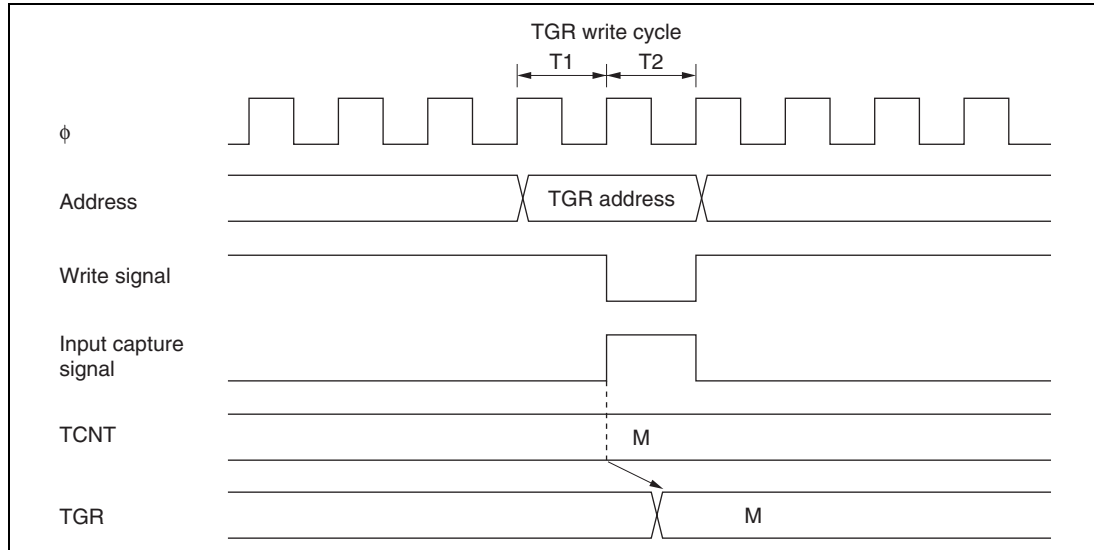 TGR write cycle
T1 T2
φ
Address TGR address
Write signal
Input capture
signal
TCNT M
TGR M